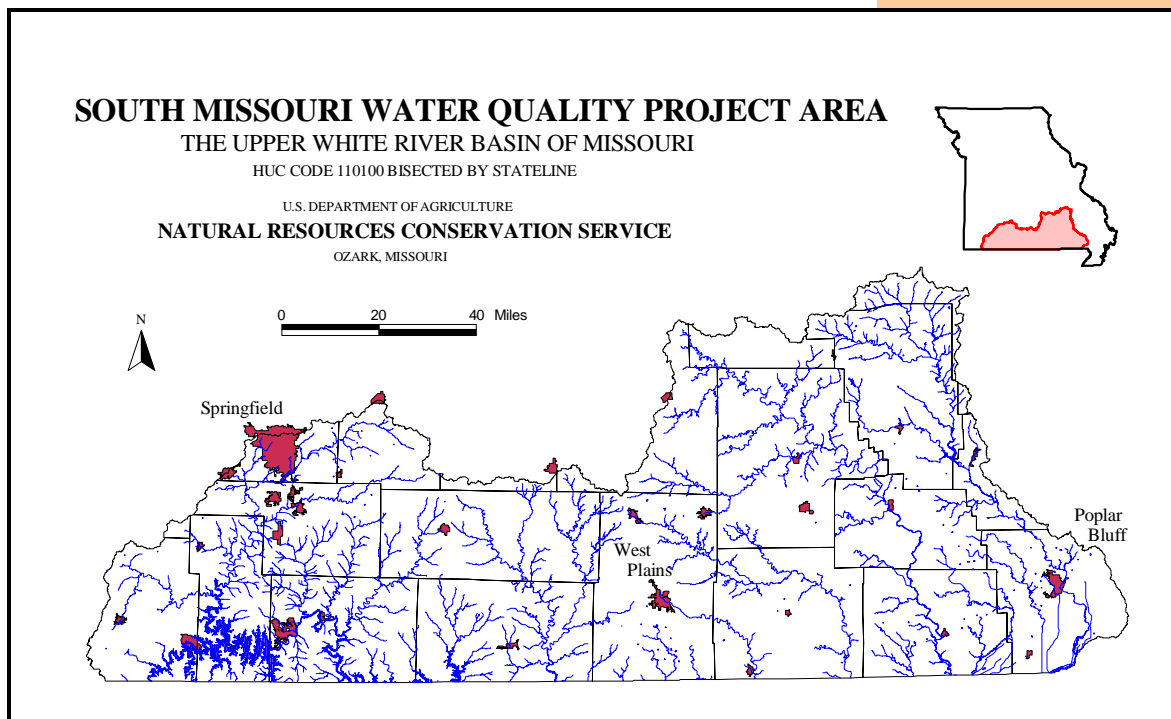 SOUTH MISSOURI WATER QUALITY PROJECT AREA
THE UPPER WHITE RIVER BASIN OF MISSOURI
HUC CODE 110100 BISECTED BY STATELINE
U.S. DEPARTMENT OF AGRICULTURE
NATURAL RESOURCES CONSERVATION SERVICE
OZARK, MISSOURI
N
0 20 40 Miles
Springfield
West
Plains
Poplar
Bluff